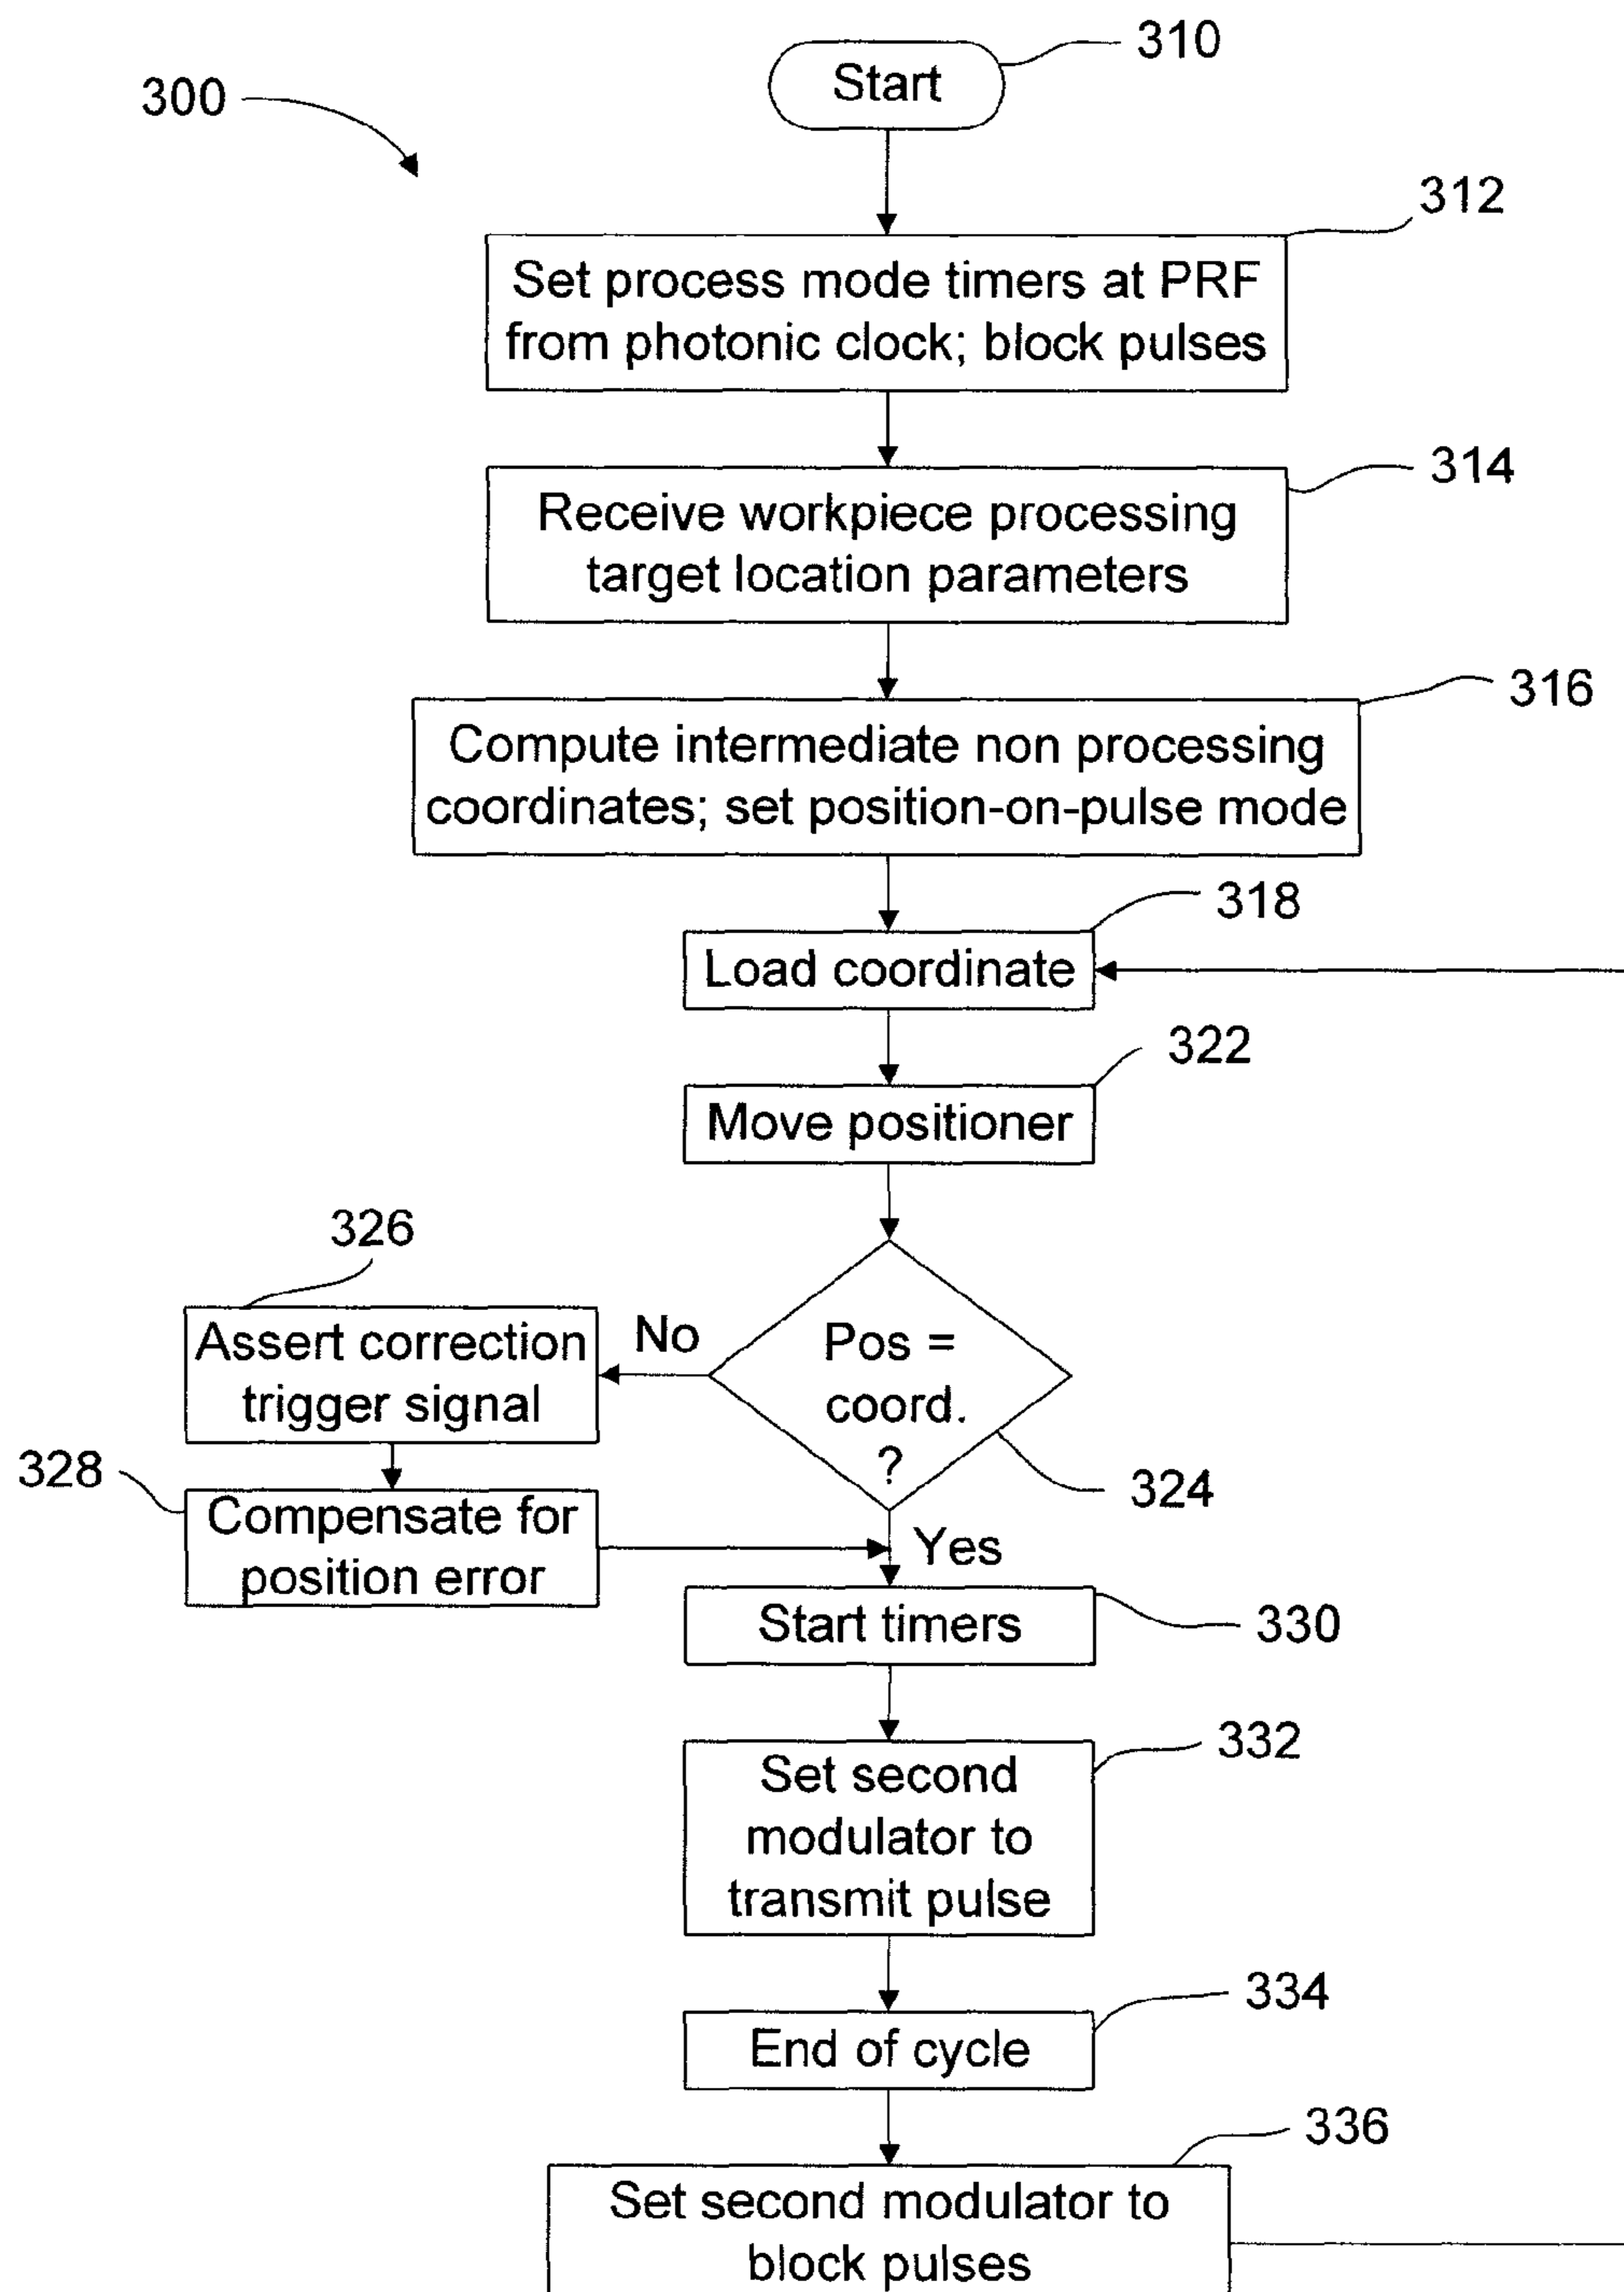 310
Start
300
312
Set process mode timers at PRF
from photonic clock; block pulses
314
Receive workpiece processing
target location parameters
316
Compute intermediate non processing
coordinates; set position-on-pulse mode
318
Load coordinate
322
Move positioner
326
Assert correction
trigger signal
No
Pos =
coord.
?
324
328
Compensate for
position error
Yes
Start timers
330
332
Set second
modulator to
transmit pulse
334
End of cycle
336
Set second modulator to
block pulses